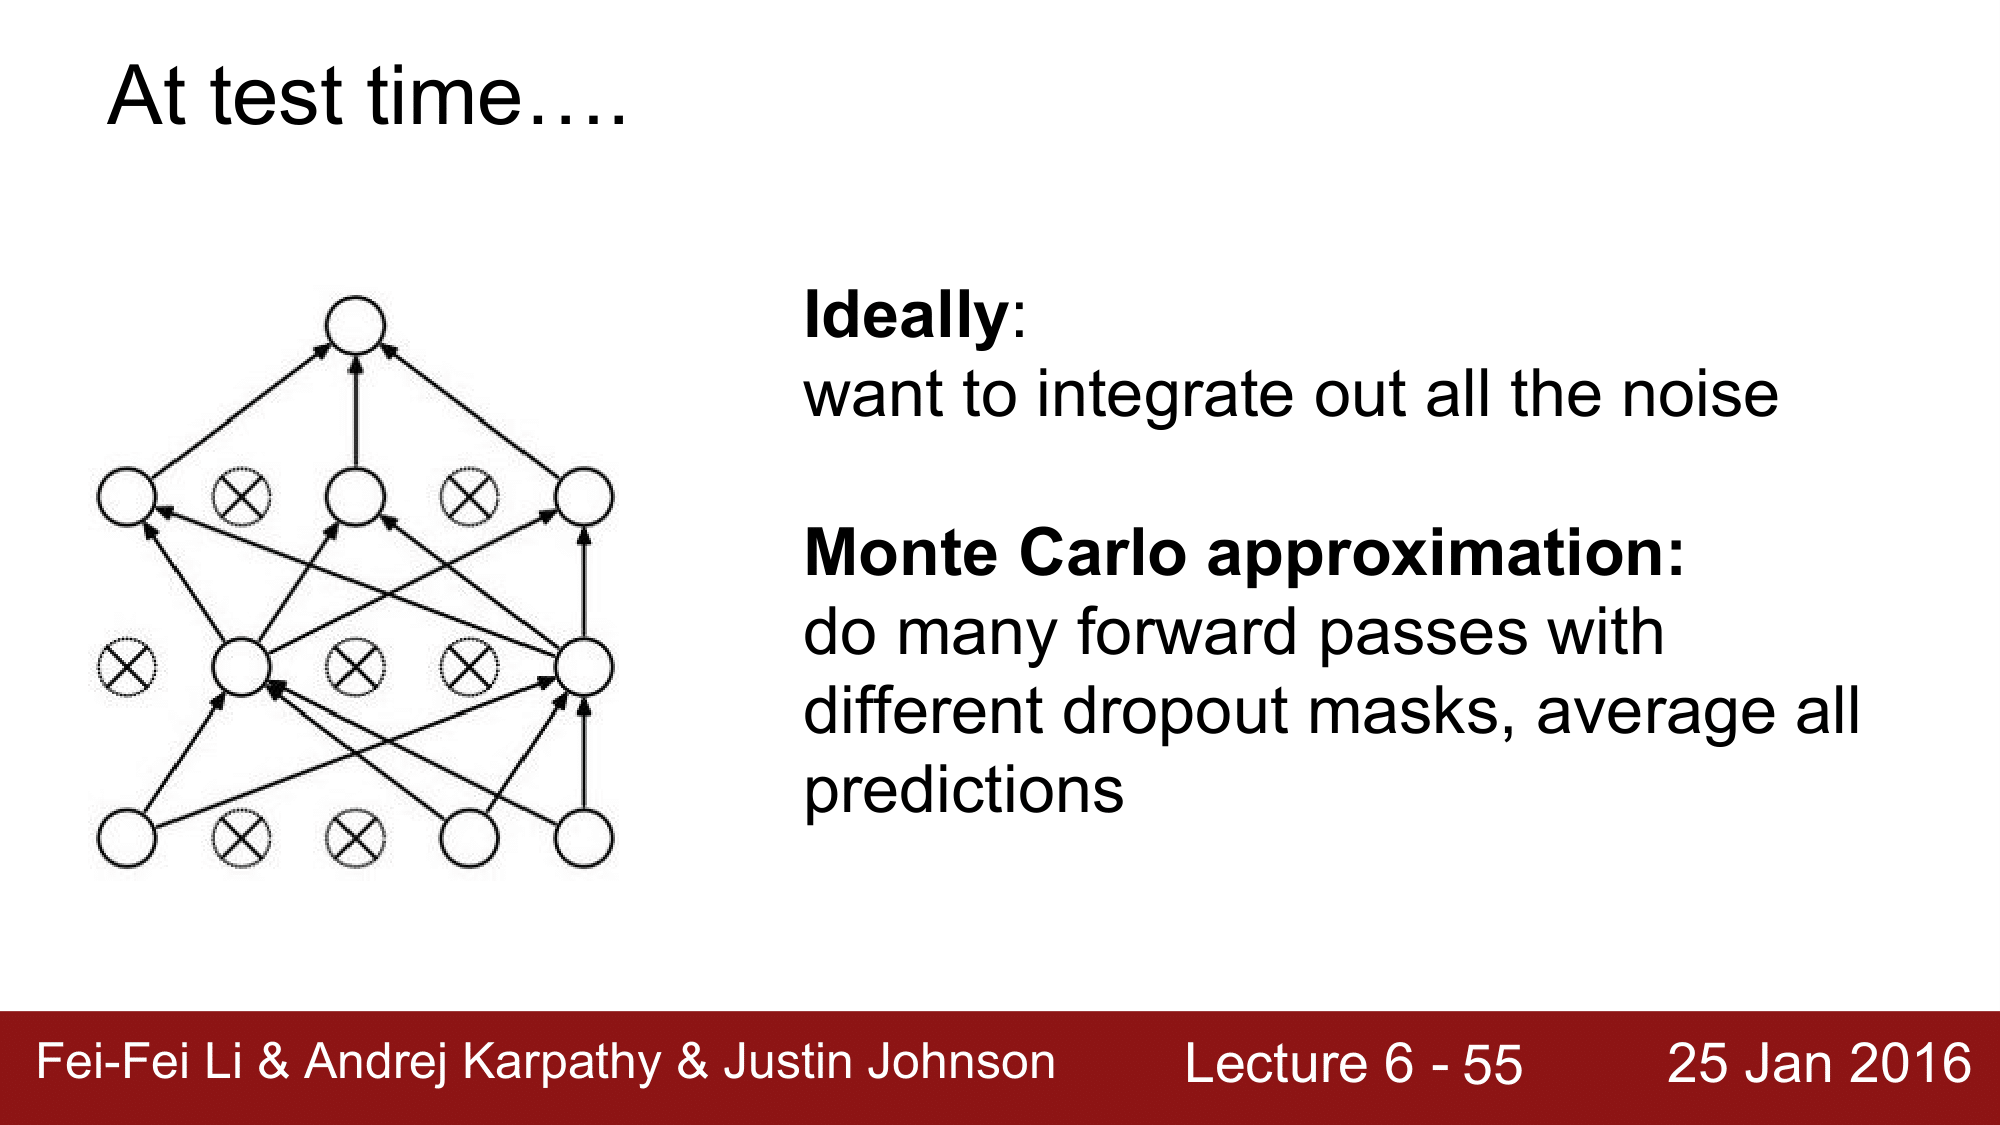 At test time….
Ideally:
want to integrate out all the noise
Monte Carlo approximation:
do many forward passes with
different dropout masks, average all
predictions
Fei-Fei Li & Andrej Karpathy & Justin Johnson
Lecture 6 - 55
25 Jan 2016